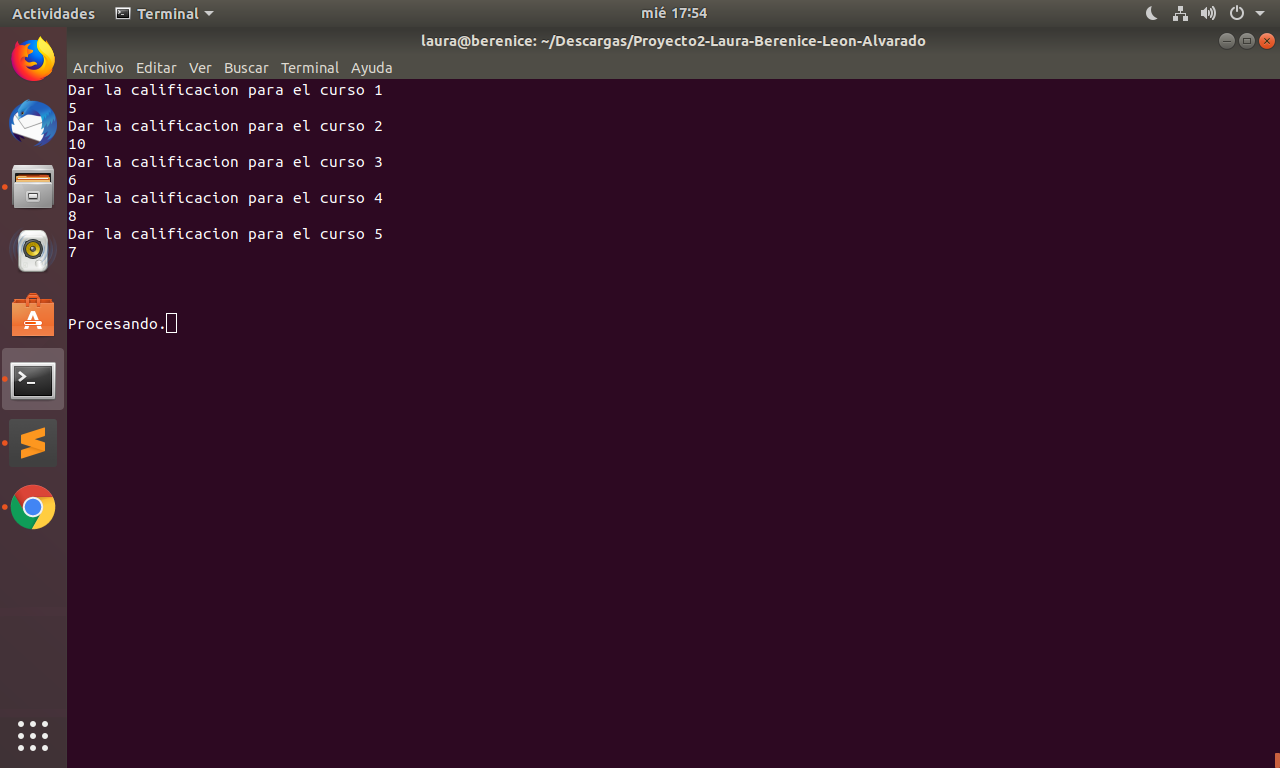 Actividades Terminal mié 17:54
laura@berenice: ~/Descargas/Proyecto2-Laura-Berenice-Leon-Alvarado
Archivo Editar Ver Buscar Terminal Ayuda
Dar la calificacion para el curso 1
5
Dar la calificacion para el curso 2
10
Dar la calificacion para el curso 3
6
Dar la calificacion para el curso 4
8
Dar la calificacion para el curso 5
7
Procesando.